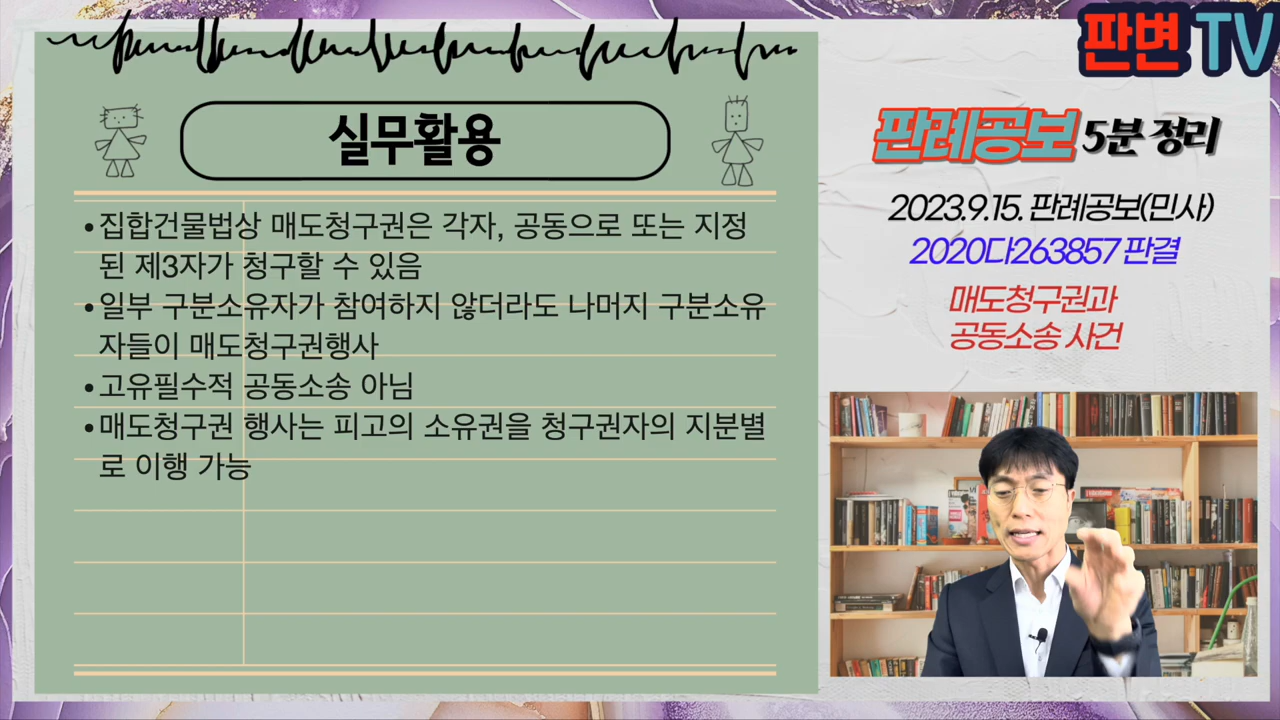 판변 TV
실무활용
• 집합건물법상 매도청구권은 각자, 공동으로 또는 지정
된 제3자가 청구할 수 있음
• 일부 구분소유자가 참여하지 않더라도 나머지 구분소유
자들이 매도청구권행사
• 고유필수적 공동소송 아님
• 매도청구권 행사는 피고의 소유권을 청구권자의 지분별
로 이행 가능
판례공보 5분 정리
2023.9.15. 판례공보(민사)
2020다263857 판결
매도청구권과
공동소송 사건